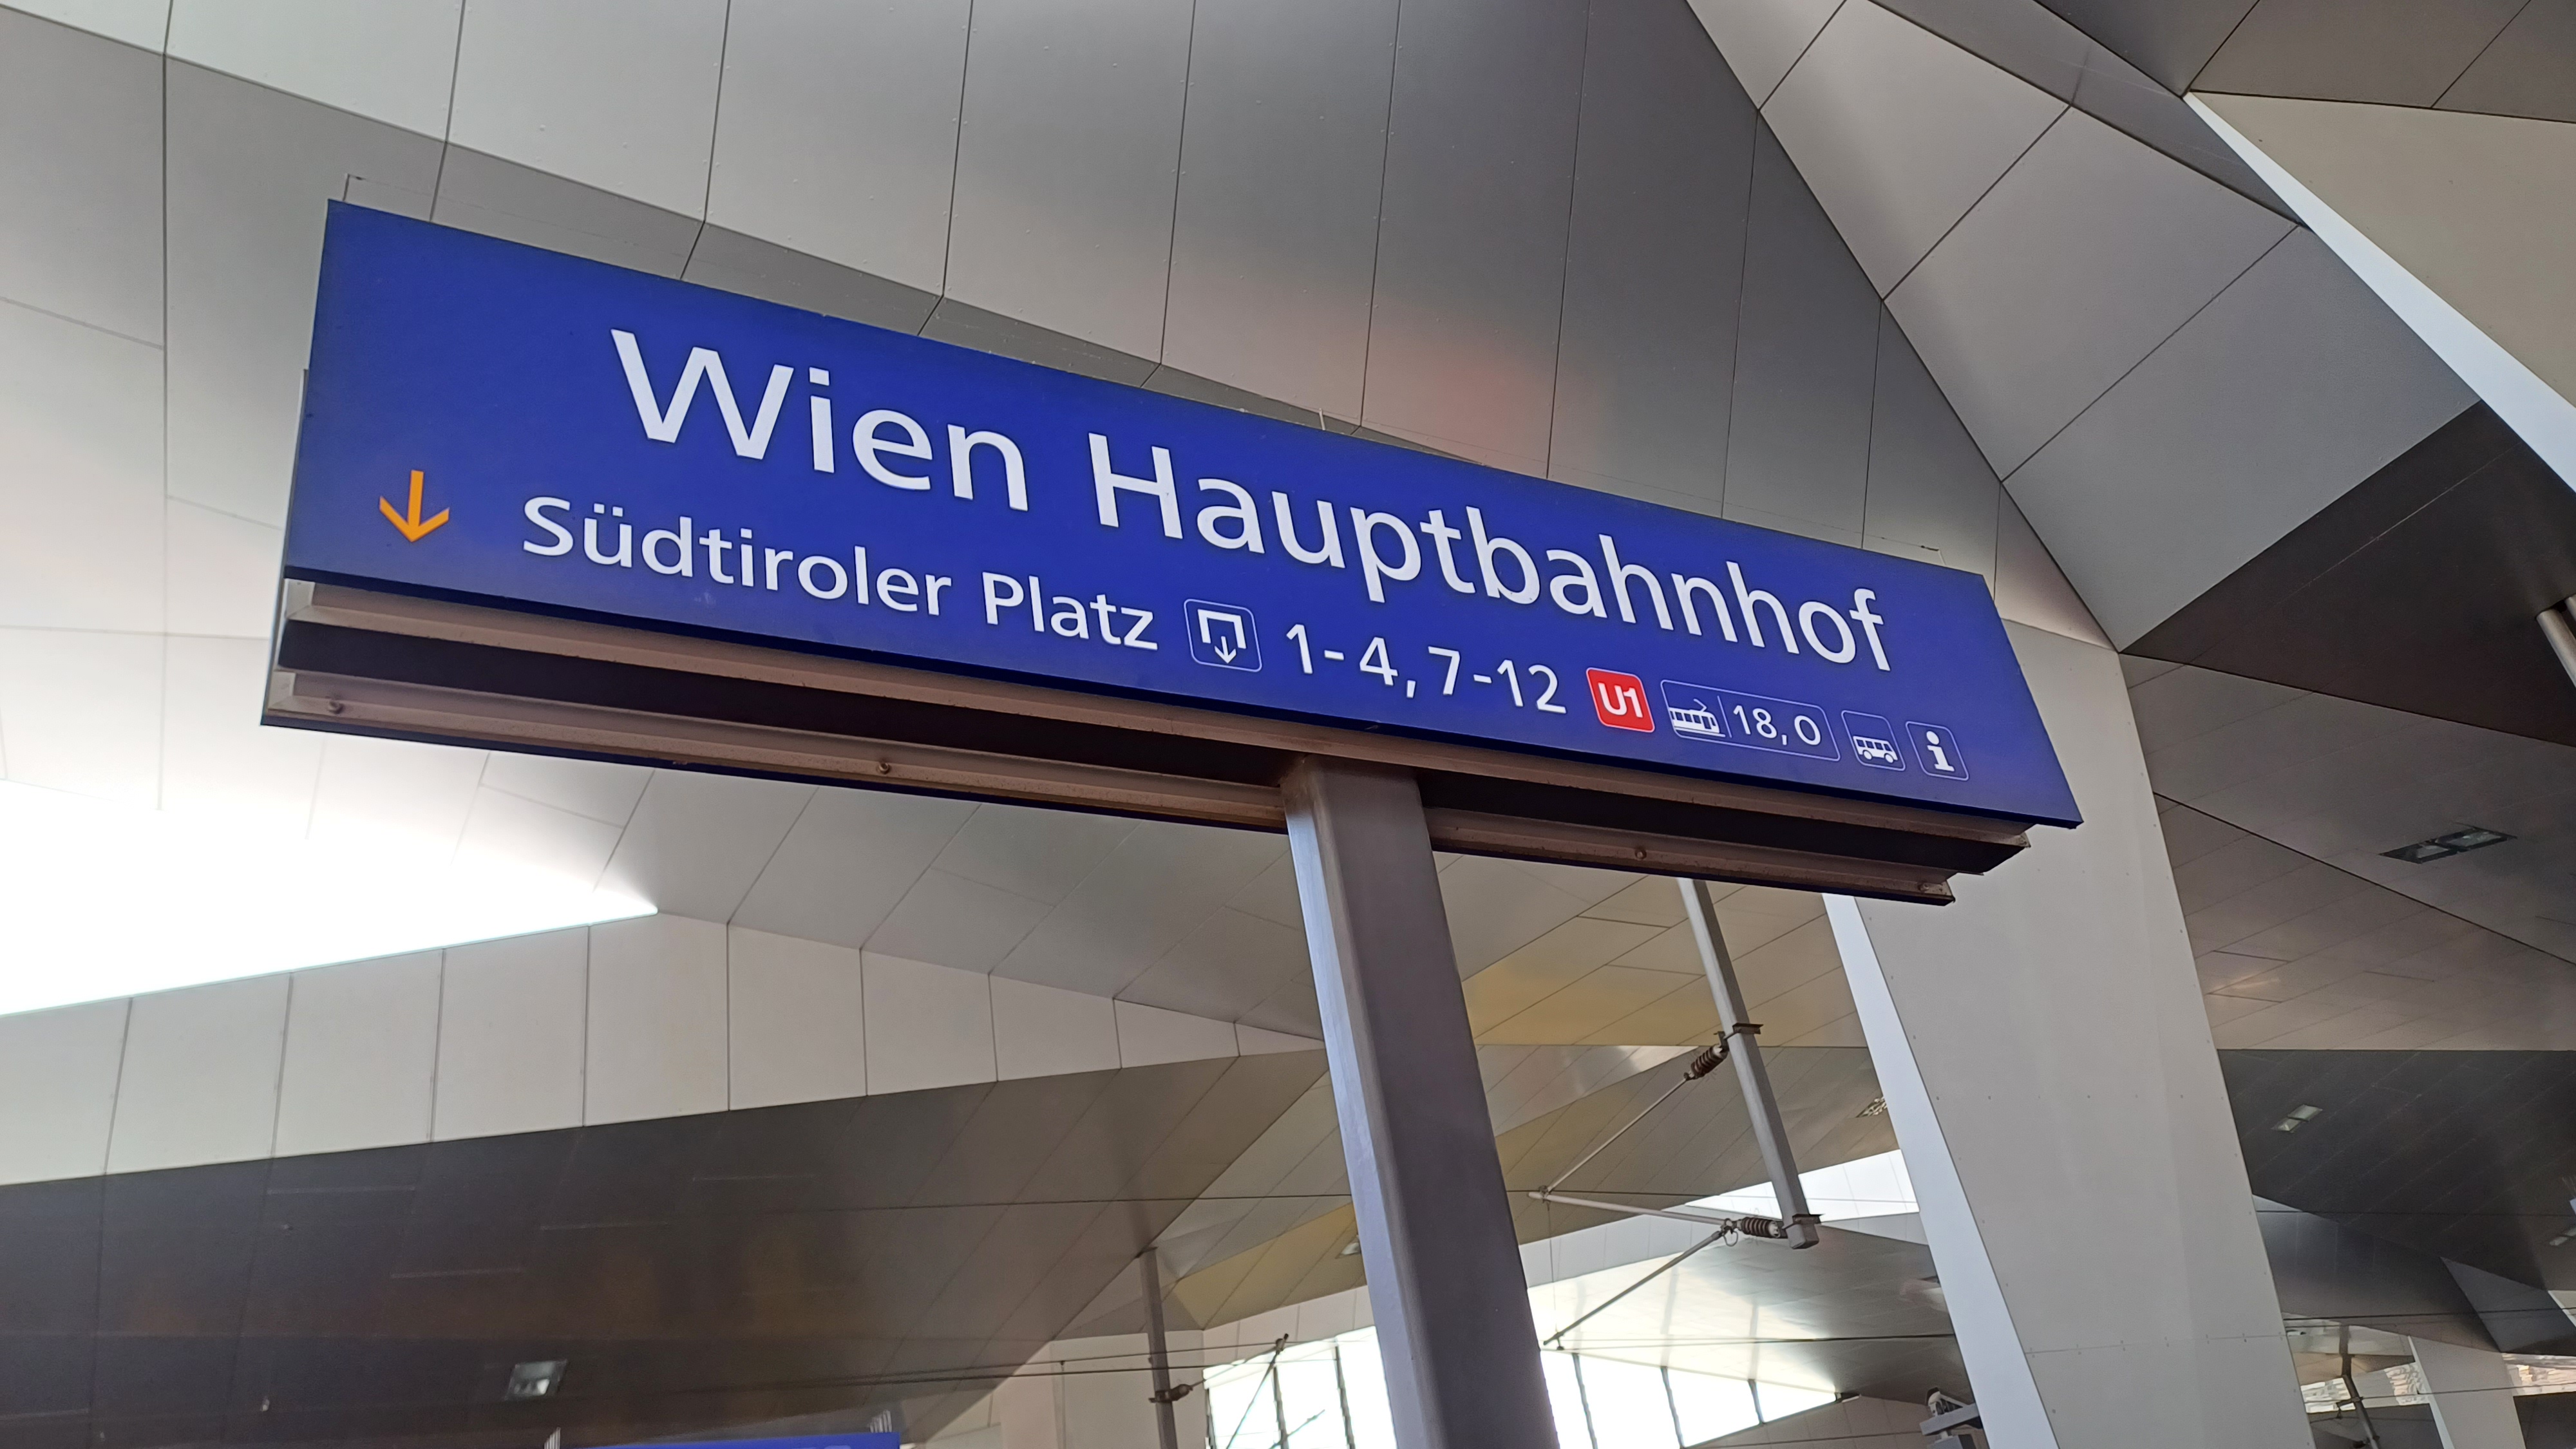 Wien Hauptbahnhof
Südtiroler Platz 1-4, 7-12 U1 18, O i